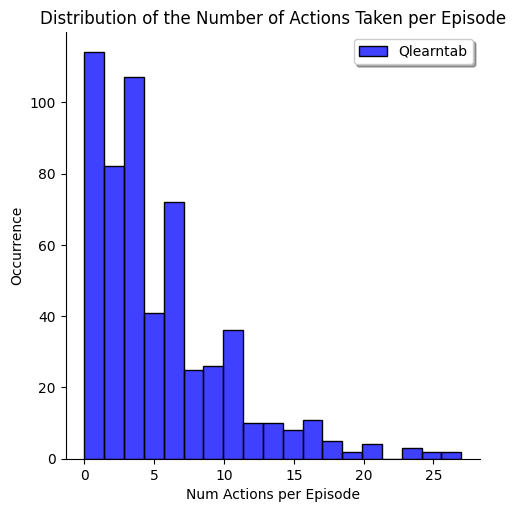 Distribution of the Number of Actions Taken per Episode
Qlearntab
100
80
60
40
20
0
Occurrence
0 5 10 15 20 25
Num Actions per Episode